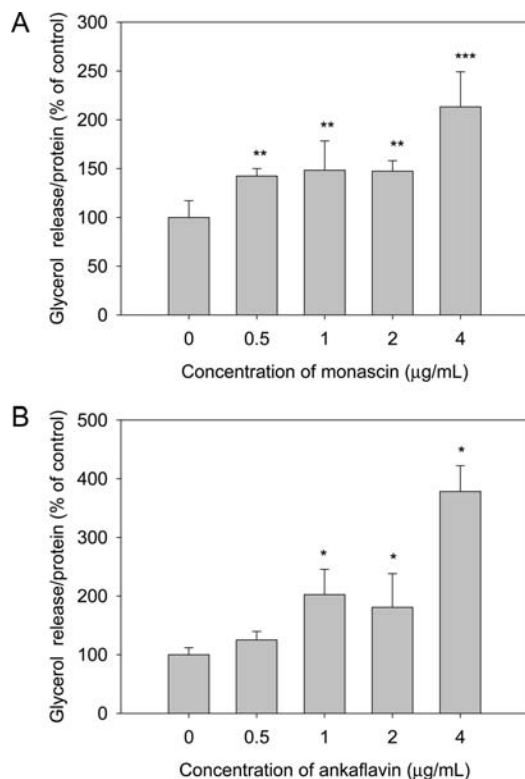 A
Glycerol release/protein (% of control)
300
250
200
150
100
50
0
**
**
**
***
0 0.5 1 2 4
Concentration of monascin (μg/mL)
B
Glycerol release/protein (% of control)
500
400
300
200
100
0
*
*
*
0 0.5 1 2 4
Concentration of ankaflavin (μg/mL)